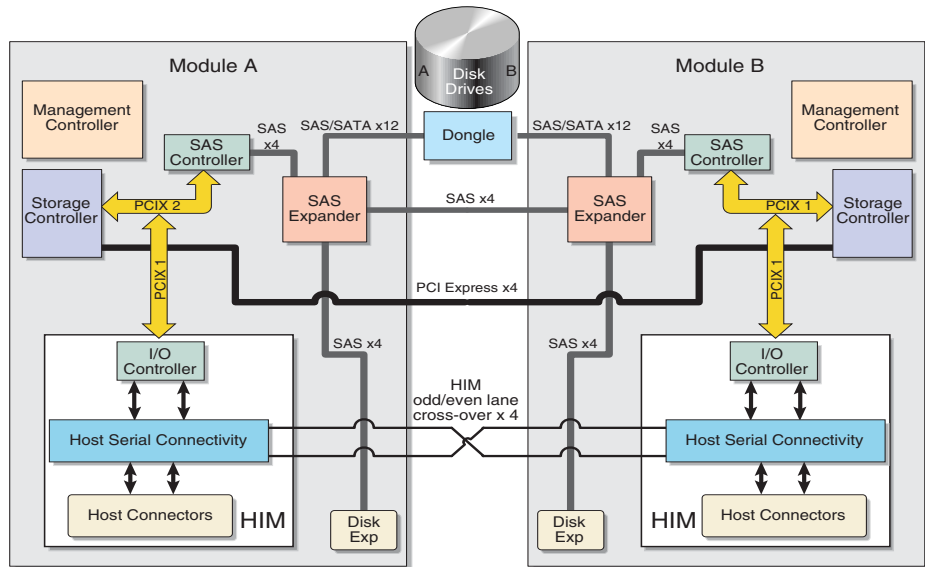 Module A
A
B
Disk
Drives
Module B
Management
Controller
SAS
Controller
SAS
x4
SAS/SATA x12
Dongle
SAS/SATA x12
SAS
x4
SAS
Controller
Management
Controller
Storage
Controller
PCIX 2
SAS
Expander
SAS x4
SAS
Expander
PCIX 1
Storage
Controller
PCIX 1
PCI Express x4
PCIX 1
I/O
Controller
SAS x4
SAS x4
I/O
Controller
HIM
odd/even lane
cross-over x 4
Host Serial Connectivity
Host Serial Connectivity
Host Connectors
HIM
Disk
Exp
Disk
Exp
HIM
Host Connectors